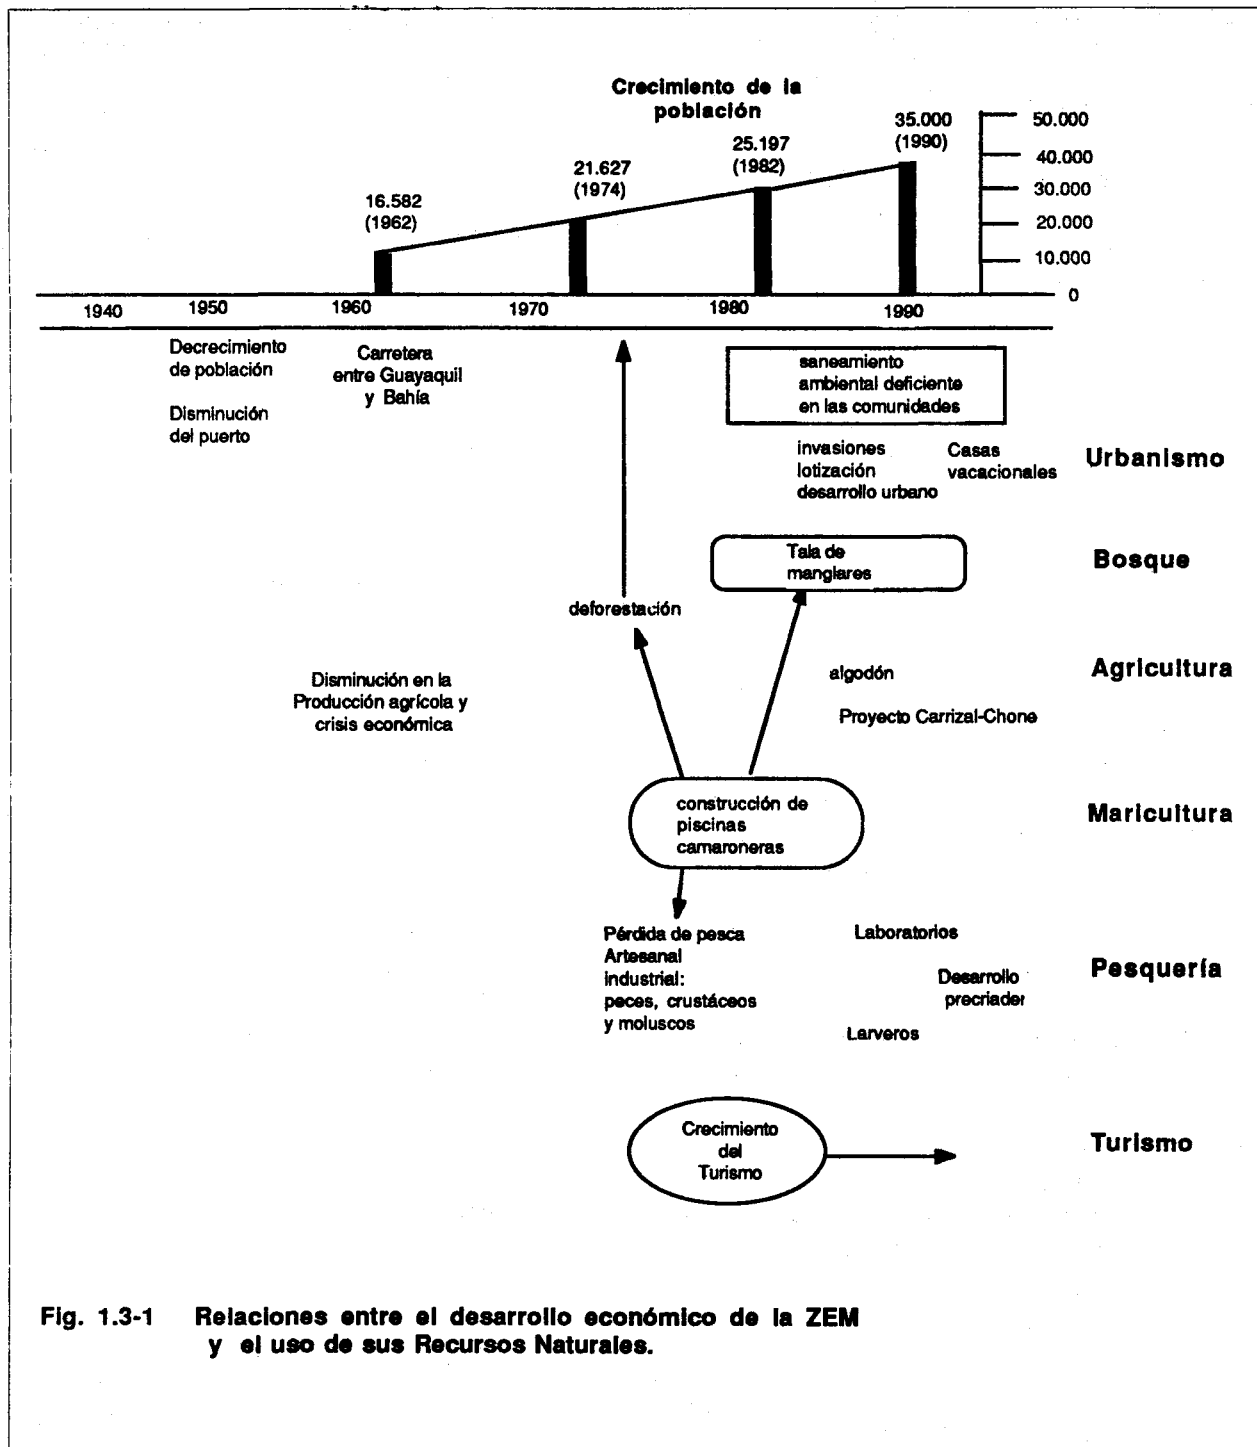 Crecimiento de la
población
16.582
(1962)
21.627
(1974)
25.197
(1982)
35.000
(1990)
50.000
40.000
30.000
20.000
10.000
0
1940
1950
1960
1970
1980
1990
Decrecimiento
de población
Disminución
del puerto
Carretera
entre Guayaquil
y Bahía
saneamiento
ambiental deficiente
en las comunidades
invasiones
lotización
desarrollo urbano
Casas
vacacionales
Urbanismo
Tala de
manglares
Bosque
deforestación
Disminución en la
Producción agrícola y
crisis económica
algodón
Proyecto Carrizal-Chone
Agricultura
construcción de
piscinas
camaroneras
Maricultura
Pérdida de pesca
Artesanal
industrial:
peces, crustáceos
y moluscos
Laboratorios
Desarrollo
precriader
Larveros
Pesquería
Crecimiento
del
Turismo
Turismo
Fig. 1.3-1 Relaciones entre el desarrollo económico de la ZEM
y el uso de sus Recursos Naturales.